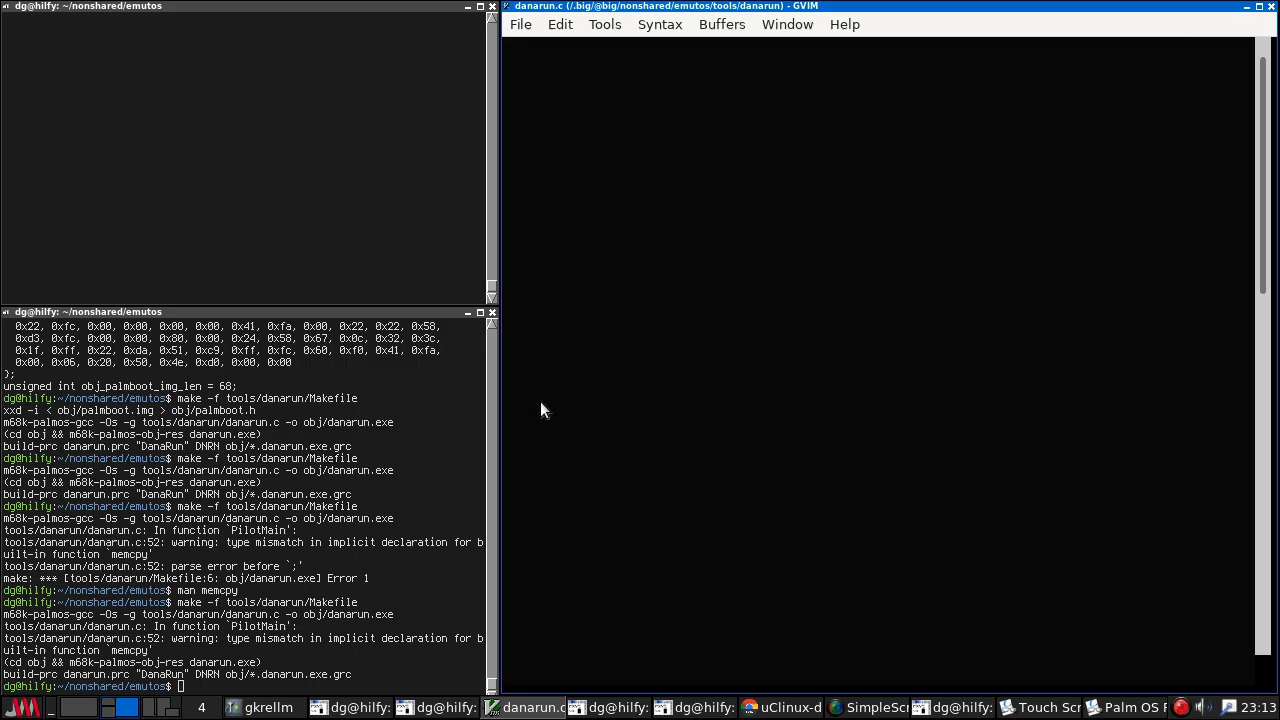 dg@hilfy: ~/nonshared/emutos
danarun.c (/.big/@big/nonshared/emutos/tools/danarun) - GVIM
File Edit Tools Syntax Buffers Window Help
dg@hilfy: ~/nonshared/emutos
0x22, 0xfc, 0x00, 0x00, 0x00, 0x00, 0x41, 0xfa, 0x00, 0x22, 0x22, 0x58,
0xd3, 0xfc, 0x00, 0x00, 0x80, 0x00, 0x24, 0x58, 0x67, 0x0c, 0x32, 0x3c,
0x1f, 0xff, 0x22, 0xda, 0x51, 0xc9, 0xff, 0xfc, 0x60, 0xf0, 0x41, 0xfa,
0x00, 0x06, 0x20, 0x50, 0x4e, 0xd0, 0x00, 0x00
};
unsigned int obj_palmboot_img_len = 68;
dg@hilfy:~/nonshared/emutos$ make -f tools/danarun/Makefile
xxd -i < obj/palmboot.img > obj/palmboot.h
m68k-palmos-gcc -Os -g tools/danarun/danarun.c -o obj/danarun.exe
(cd obj && m68k-palmos-obj-res danarun.exe)
build-prc danarun.prc "DanaRun" DNRN obj/*.danarun.exe.grc
dg@hilfy:~/nonshared/emutos$ make -f tools/danarun/Makefile
m68k-palmos-gcc -Os -g tools/danarun/danarun.c -o obj/danarun.exe
(cd obj && m68k-palmos-obj-res danarun.exe)
build-prc danarun.prc "DanaRun" DNRN obj/*.danarun.exe.grc
dg@hilfy:~/nonshared/emutos$ make -f tools/danarun/Makefile
m68k-palmos-gcc -Os -g tools/danarun/danarun.c -o obj/danarun.exe
tools/danarun/danarun.c: In function `PilotMain':
tools/danarun/danarun.c:52: warning: type mismatch in implicit declaration for b
uilt-in function `memcpy'
tools/danarun/danarun.c:52: parse error before `;'
make: *** [tools/danarun/Makefile:6: obj/danarun.exe] Error 1
dg@hilfy:~/nonshared/emutos$ man memcpy
dg@hilfy:~/nonshared/emutos$ make -f tools/danarun/Makefile
m68k-palmos-gcc -Os -g tools/danarun/danarun.c -o obj/danarun.exe
tools/danarun/danarun.c: In function `PilotMain':
tools/danarun/danarun.c:52: warning: type mismatch in implicit declaration for b
uilt-in function `memcpy'
(cd obj && m68k-palmos-obj-res danarun.exe)
build-prc danarun.prc "DanaRun" DNRN obj/*.danarun.exe.grc
dg@hilfy:~/nonshared/emutos$
4 gkrellm dg@hilfy: dg@hilfy: danarun.c dg@hilfy: dg@hilfy: uClinux-d SimpleScr dg@hilfy: Touch Scr Palm OS F 23:13